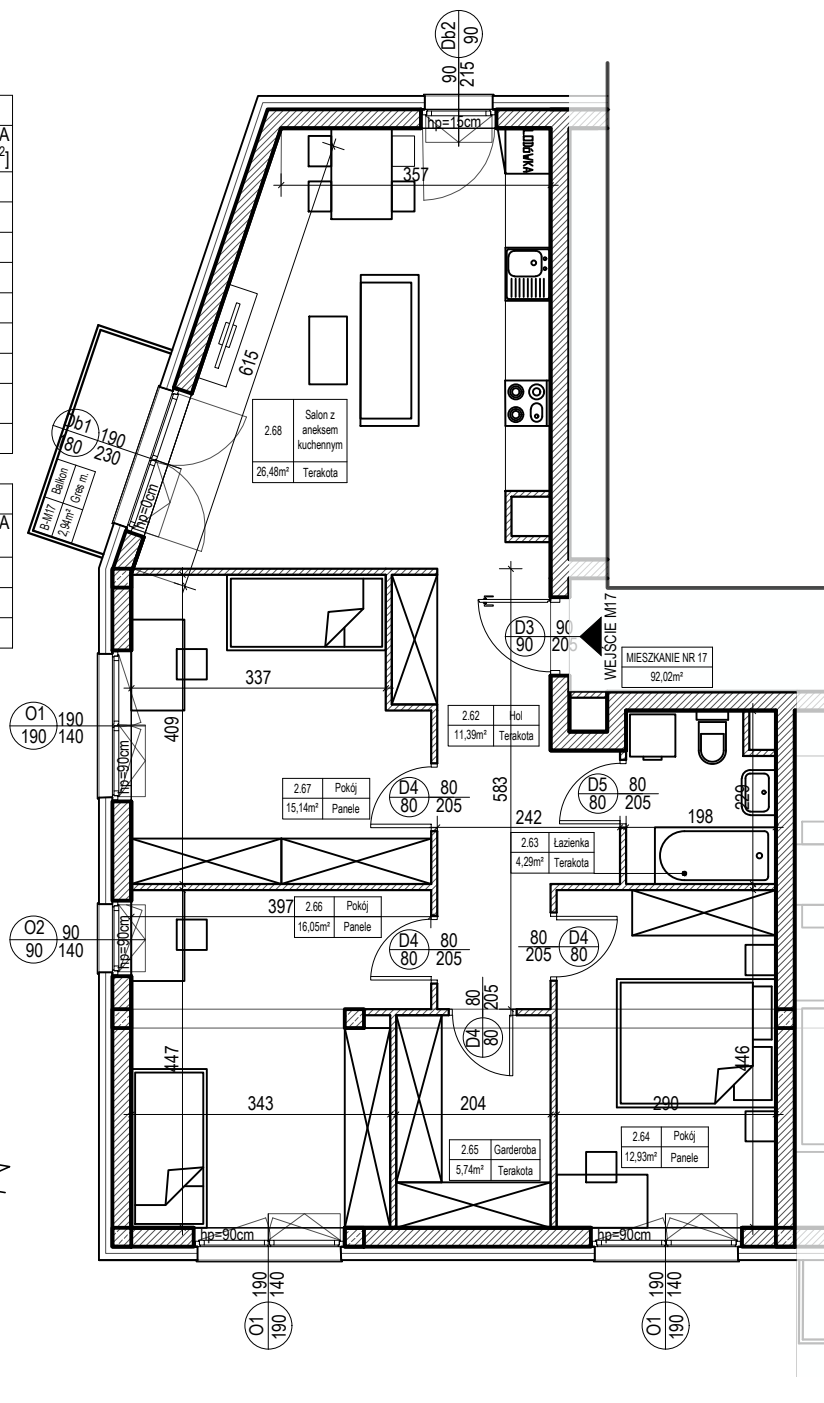 Db2
90
90
215
hp=15cm
LODÓWKA
A
²]
357
615
Db1
80
190
230
hp=0cm
B-M17
Balkon
2,94m²
Gres m.
2.68
Salon z
aneksem
kuchennym
26,48m²
Terakota
A
337
409
O1
190
190
140
hp=90cm
D3
90
90
205
WEJŚCIE M17
MIESZKANIE NR 17
92,02m²
2.62
Hol
11,39m²
Terakota
2.67
Pokój
15,14m²
Panele
D4
80
80
205
583
242
D5
80
80
205
198
229
2.63
Łazienka
4,29m²
Terakota
397
2.66
Pokój
16,05m²
Panele
O2
90
90
140
hp=90cm
D4
80
80
205
80
205
D4
80
80
205
D4
80
447
446
343
204
290
2.65
Garderoba
5,74m²
Terakota
2.64
Pokój
12,93m²
Panele
hp=90cm
hp=90cm
190
140
O1
190
190
140
O1
190